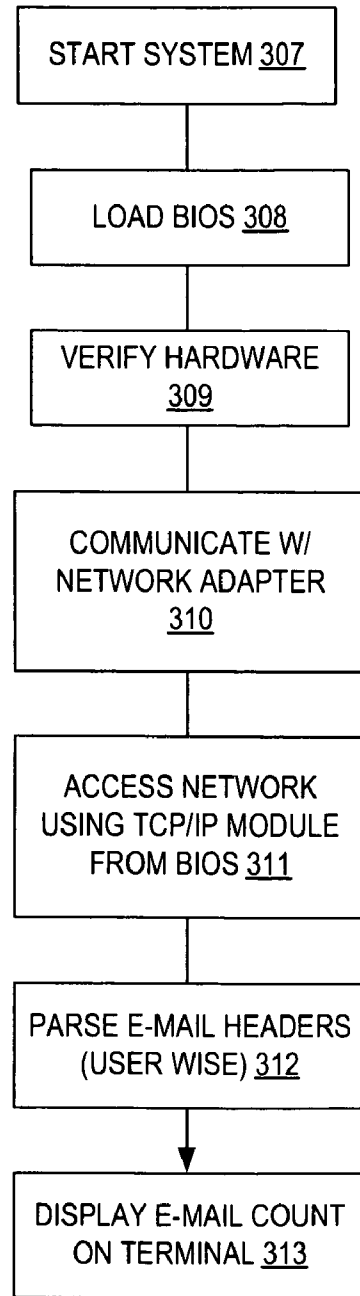 START SYSTEM 307
LOAD BIOS 308
VERIFY HARDWARE
309
COMMUNICATE W/
NETWORK ADAPTER
310
ACCESS NETWORK
USING TCP/IP MODULE
FROM BIOS 311
PARSE E-MAIL HEADERS
(USER WISE) 312
DISPLAY E-MAIL COUNT
ON TERMINAL 313